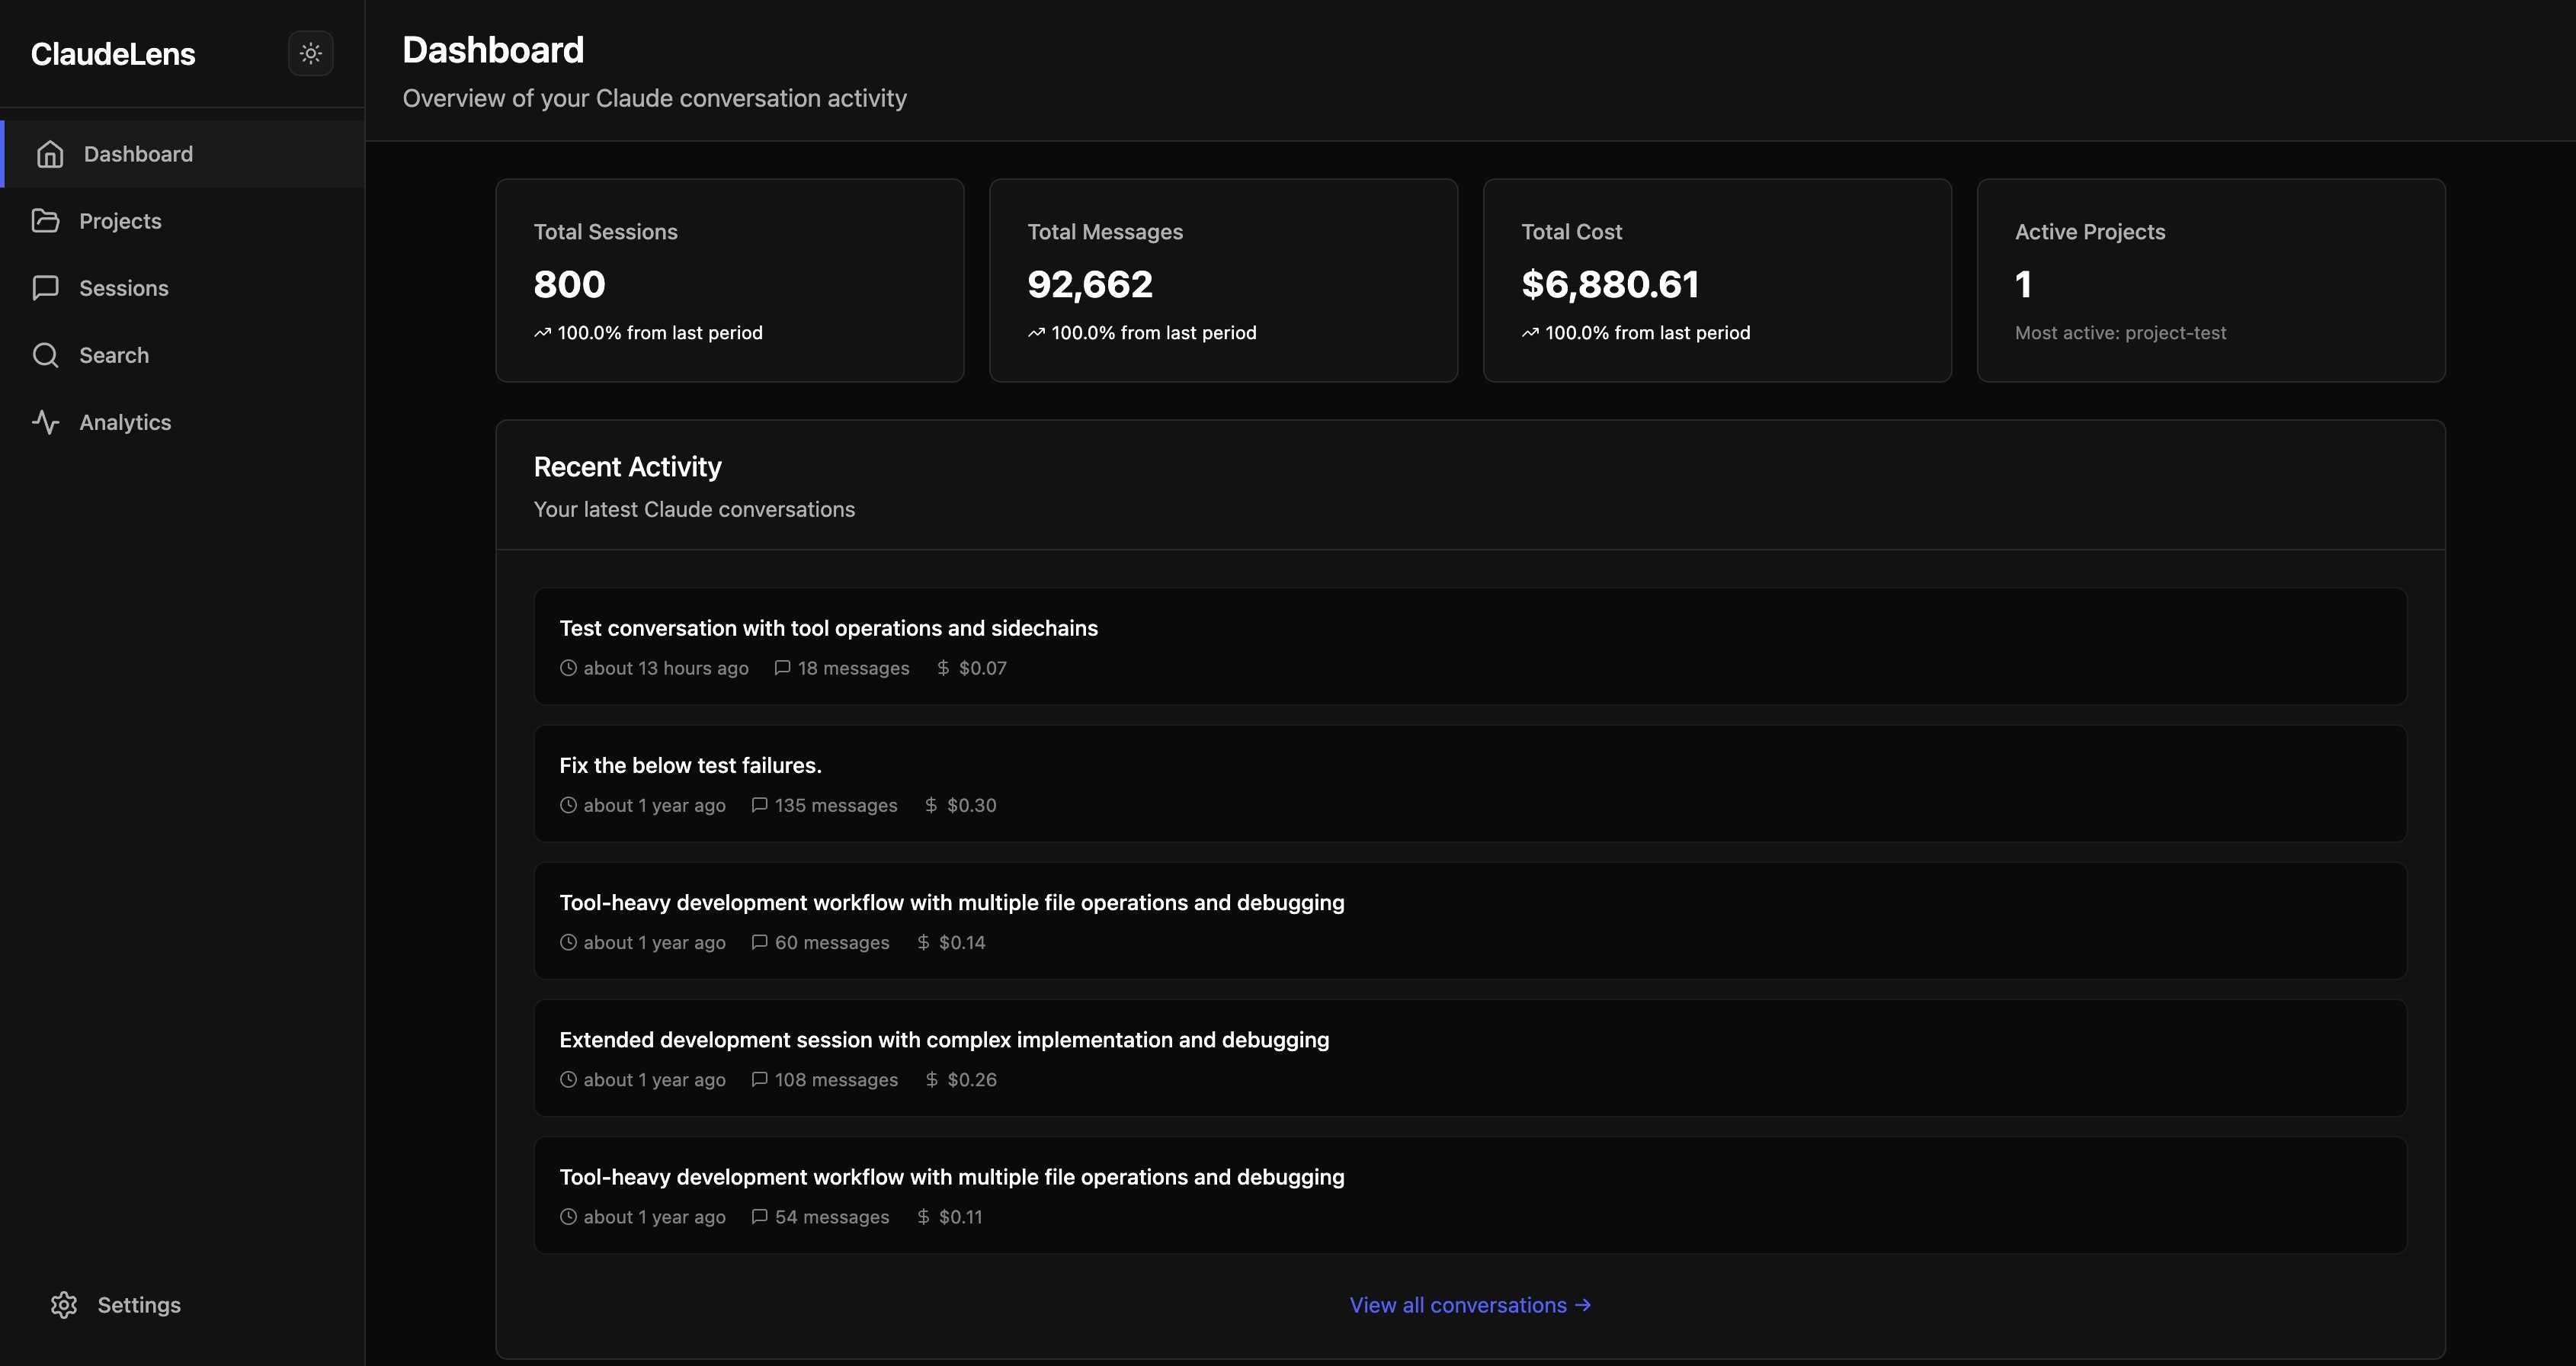 ClaudeLens
Dashboard
Projects
Sessions
Search
Analytics
Settings
Dashboard
Overview of your Claude conversation activity
Total Sessions
800
100.0% from last period
Total Messages
92,662
100.0% from last period
Total Cost
$6,880.61
100.0% from last period
Active Projects
1
Most active: project-test
Recent Activity
Your latest Claude conversations
Test conversation with tool operations and sidechains
about 13 hours ago 18 messages $ $0.07
Fix the below test failures.
about 1 year ago 135 messages $ $0.30
Tool-heavy development workflow with multiple file operations and debugging
about 1 year ago 60 messages $ $0.14
Extended development session with complex implementation and debugging
about 1 year ago 108 messages $ $0.26
Tool-heavy development workflow with multiple file operations and debugging
about 1 year ago 54 messages $ $0.11
View all conversations →